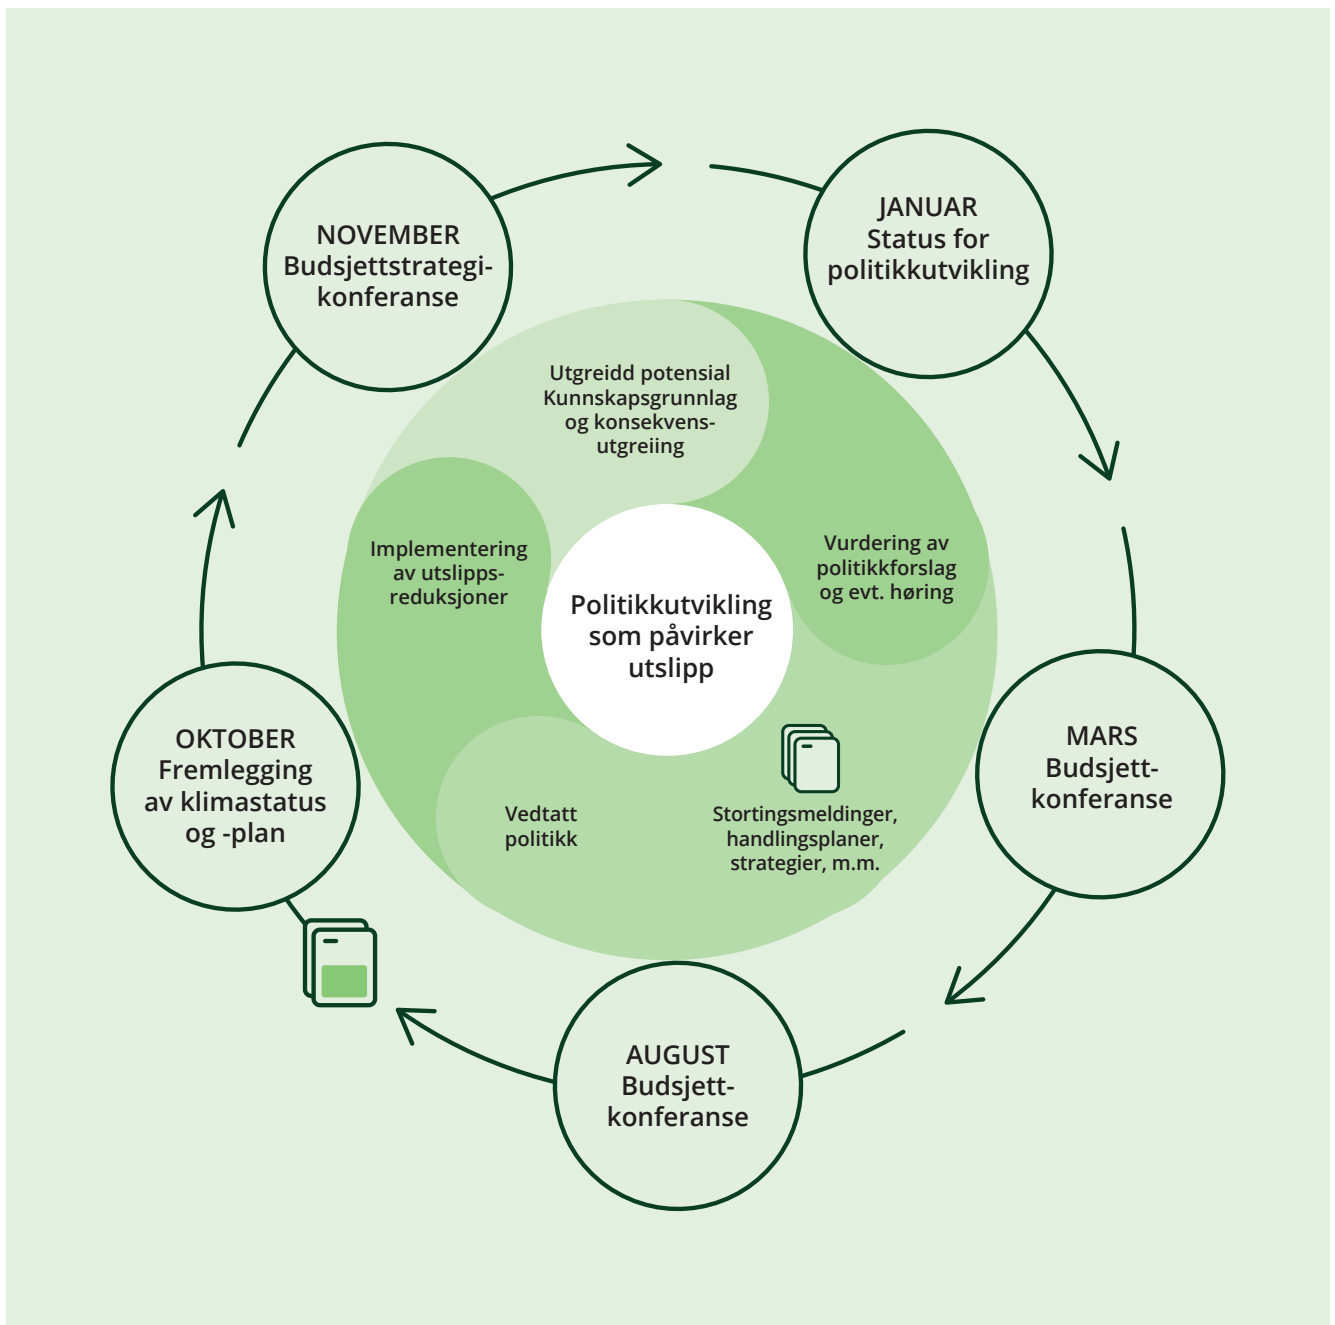 NOVEMBER
Budsjettstrategi-
konferanse
JANUAR
Status for
politikkutvikling
Utgreidd potensial
Kunnskapsgrunnlag
og konsekvens-
utgreiing
Implementering
av utslipps-
reduksjoner
Vurdering av
politikkforslag
og evt. høring
Politikkutvikling
som påvirker
utslipp
OKTOBER
Fremlegging
av klimastatus
og -plan
MARS
Budsjett-
konferanse
Vedtatt
politikk
Stortingsmeldinger,
handlingsplaner,
strategier, m.m.
AUGUST
Budsjett-
konferanse